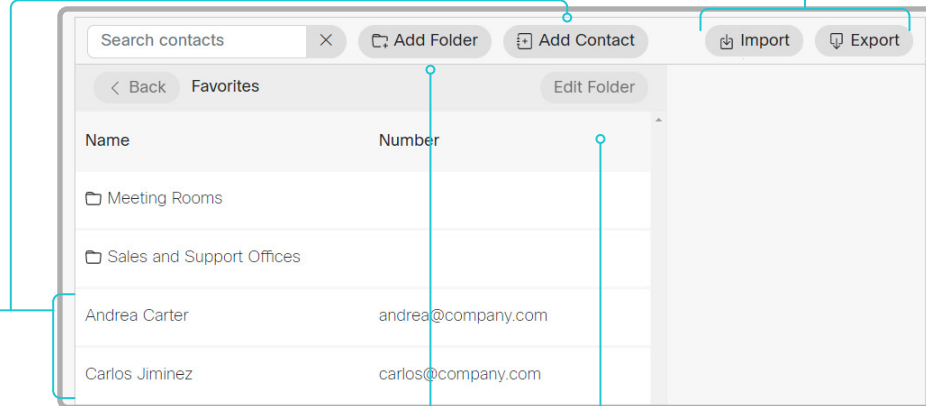 Search contacts
Add Folder
Add Contact
Import
Export
Back
Favorites
Edit Folder
Name
Number
Meeting Rooms
Sales and Support Offices
Andrea Carter
andrea@company.com
Carlos Jiminez
carlos@company.com